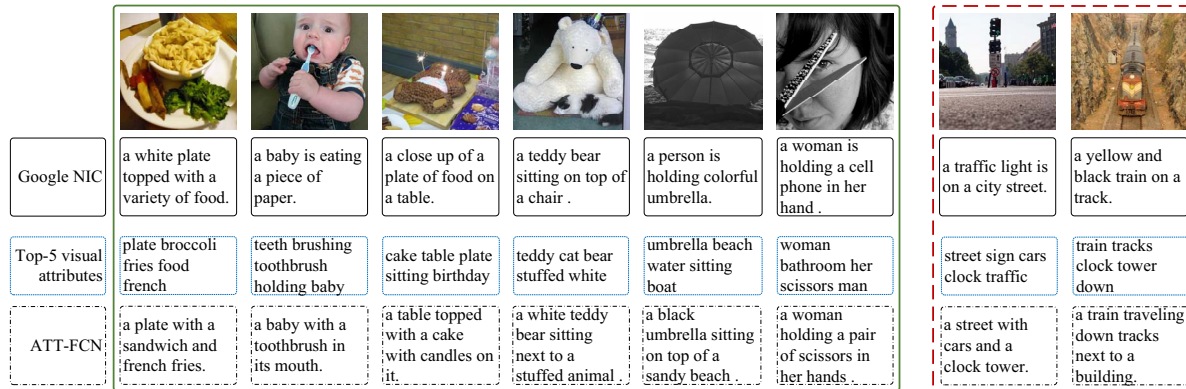 Google NIC
a white plate
topped with a
variety of food.
a baby is eating
a piece of
paper.
a close up of a
plate of food on
a table.
a teddy bear
sitting on top of
a chair .
a person is
holding colorful
umbrella.
a woman is
holding a cell
phone in her
hand .
a traffic light is
on a city street.
a yellow and
black train on a
track.
Top-5 visual
attributes
plate broccoli
fries food
french
teeth brushing
toothbrush
holding baby
cake table plate
sitting birthday
teddy cat bear
stuffed white
umbrella beach
water sitting
boat
woman
bathroom her
scissors man
street sign cars
clock traffic
train tracks
clock tower
down
ATT-FCN
a plate with a
sandwich and
french fries.
a baby with a
toothbrush in
its mouth.
a table topped
with a cake
with candles on
it.
a white teddy
bear sitting
next to a
stuffed animal .
a black
umbrella sitting
on top of a
sandy beach .
a woman
holding a pair
of scissors in
her hands .
a street with
cars and a
clock tower.
a train traveling
down tracks
next to a
building.